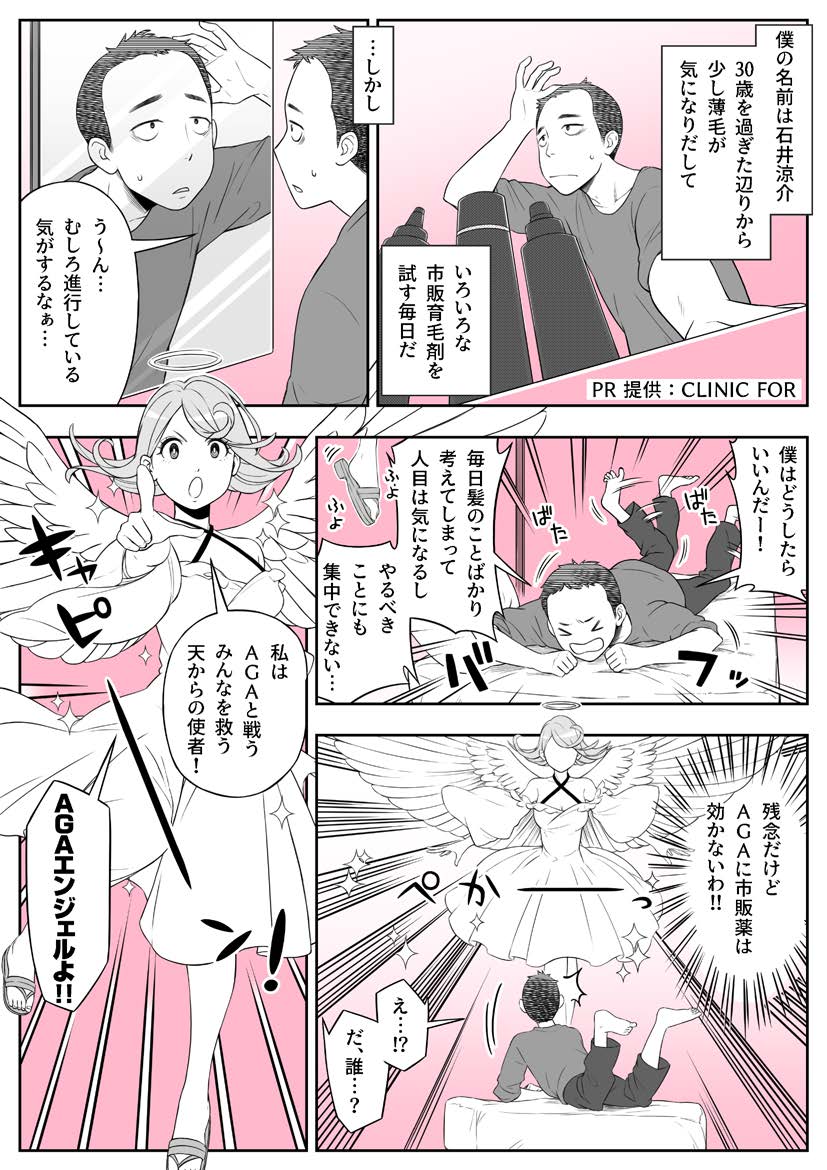 僕の名前は石井涼介
30歳を過ぎた辺りから
少し薄毛が
気になりだして
いろいろな
市販育毛剤を
試す毎日だ
PR 提供：CLINIC FOR
…しかし
う〜ん…
むしろ進行している
気がするなぁ…
僕はどうしたら
いいんだー！
ばた
ばた
バフッ
毎日髪のことばかり
考えてしまって
人目は気になるし
やるべき
ことにも
集中できない…
ふよ
ふよ
残念だけど
AGAに市販薬は
効かないわ!!
ぺかーっ
え…!?
だ、誰…？
キャピーン！
私は
AGAと戦う
みんなを救う
天からの使者！
AGAエンジェルよ!!